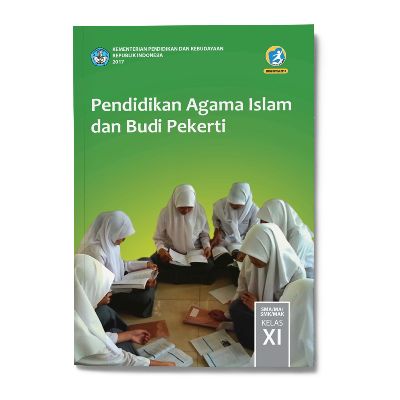 KEMENTERIAN PENDIDIKAN DAN KEBUDAYAAN
REPUBLIK INDONESIA
2017
Pendidikan Agama Islam
dan Budi Pekerti
SMA/MA/
SMK/MAK
KELAS
XI